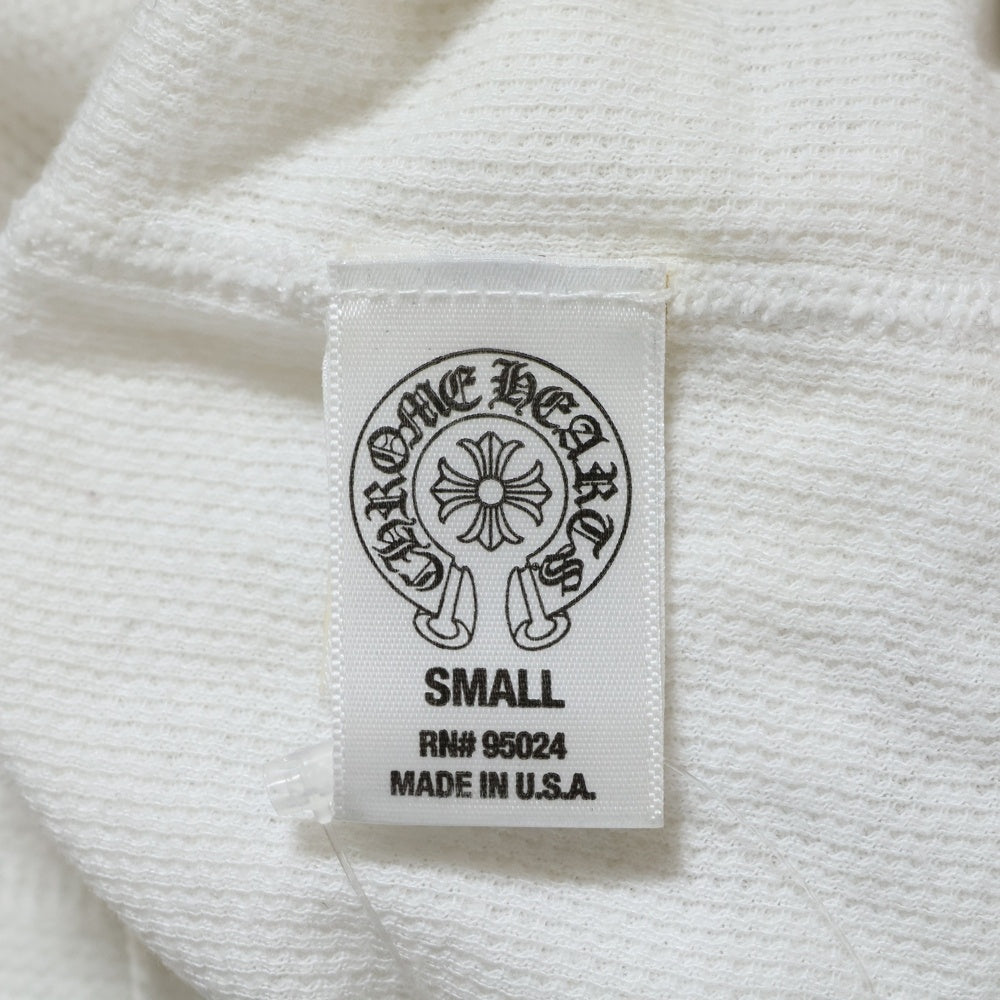 CHROME HEARTS
SMALL
RN# 95024
MADE IN U.S.A.